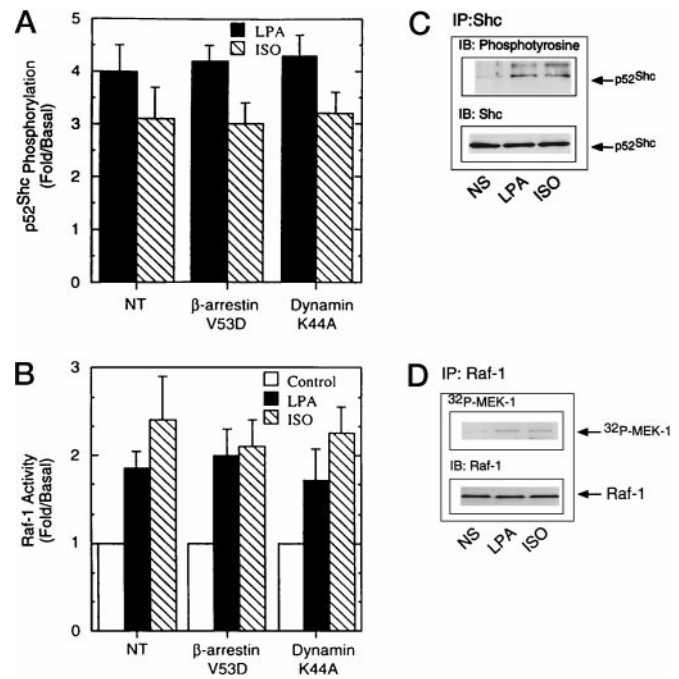 A
p52Shc Phosphorylation
(Fold/Basal)
5
4
3
2
1
0
LPA
ISO
NT
β-arrestin
V53D
Dynamin
K44A
B
Raf-1 Activity
(Fold/Basal)
3
2
1
0
Control
LPA
ISO
NT
β-arrestin
V53D
Dynamin
K44A
C
IP:Shc
IB: Phosphotyrosine
p52Shc
IB: Shc
p52Shc
NS LPA ISO
D
IP: Raf-1
32P-MEK-1
32P-MEK-1
IB: Raf-1
Raf-1
NS LPA ISO